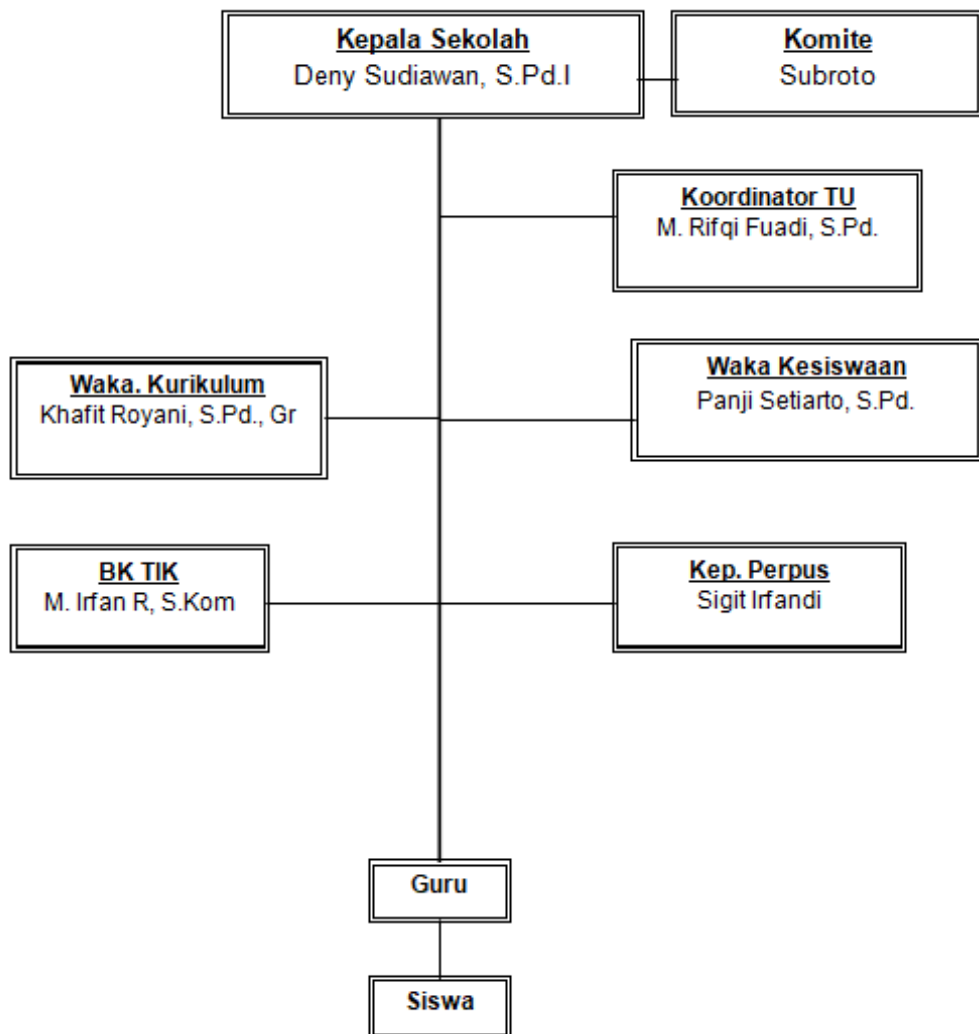 Kepala Sekolah
Deny Sudiawan, S.Pd.I
Komite
Subroto
Koordinator TU
M. Rifqi Fuadi, S.Pd.
Waka. Kurikulum
Khafit Royani, S.Pd., Gr
Waka Kesiswaan
Panji Setiarto, S.Pd.
BK TIK
M. Irfan R, S.Kom
Kep. Perpus
Sigit Irfandi
Guru
Siswa